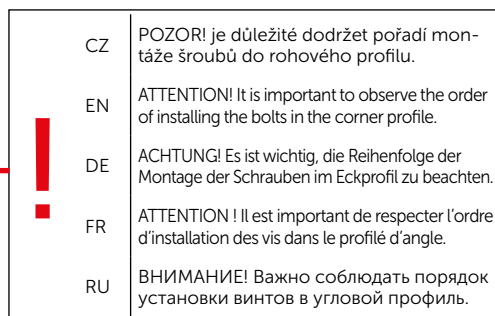 CZ
POZOR! je důležité dodržet pořadí mon-
táže šroubů do rohového profilu.
EN
ATTENTION! It is important to observe the order
of installing the bolts in the corner profile.
DE
ACHTUNG! Es ist wichtig, die Reihenfolge der
Montage der Schrauben im Eckprofil zu beachten.
FR
ATTENTION ! Il est important de respecter l'ordre
d'installation des vis dans le profilé d'angle.
RU
ВНИМАНИЕ! Важно соблюдать порядок
установки винтов в угловой профиль.
!